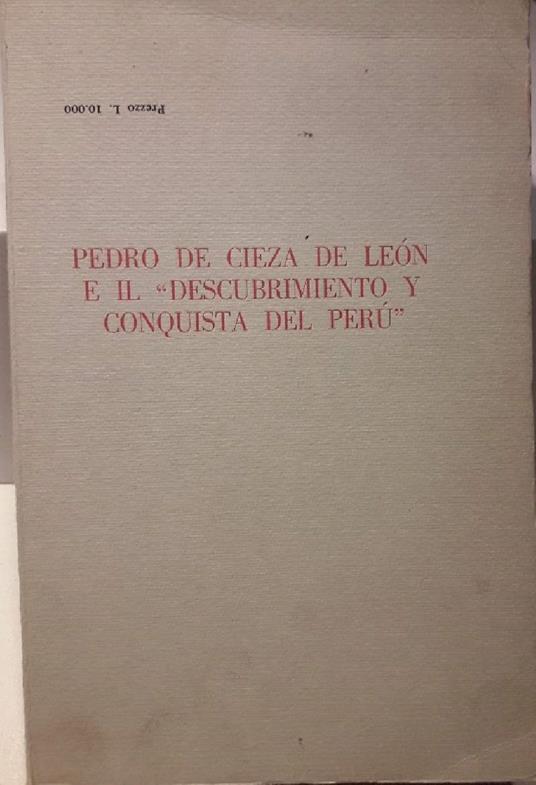 Prezzo L. 10.000
PEDRO DE CIEZA DE LEÓN
E IL “DESCUBRIMIENTO Y
CONQUISTA DEL PERÚ”